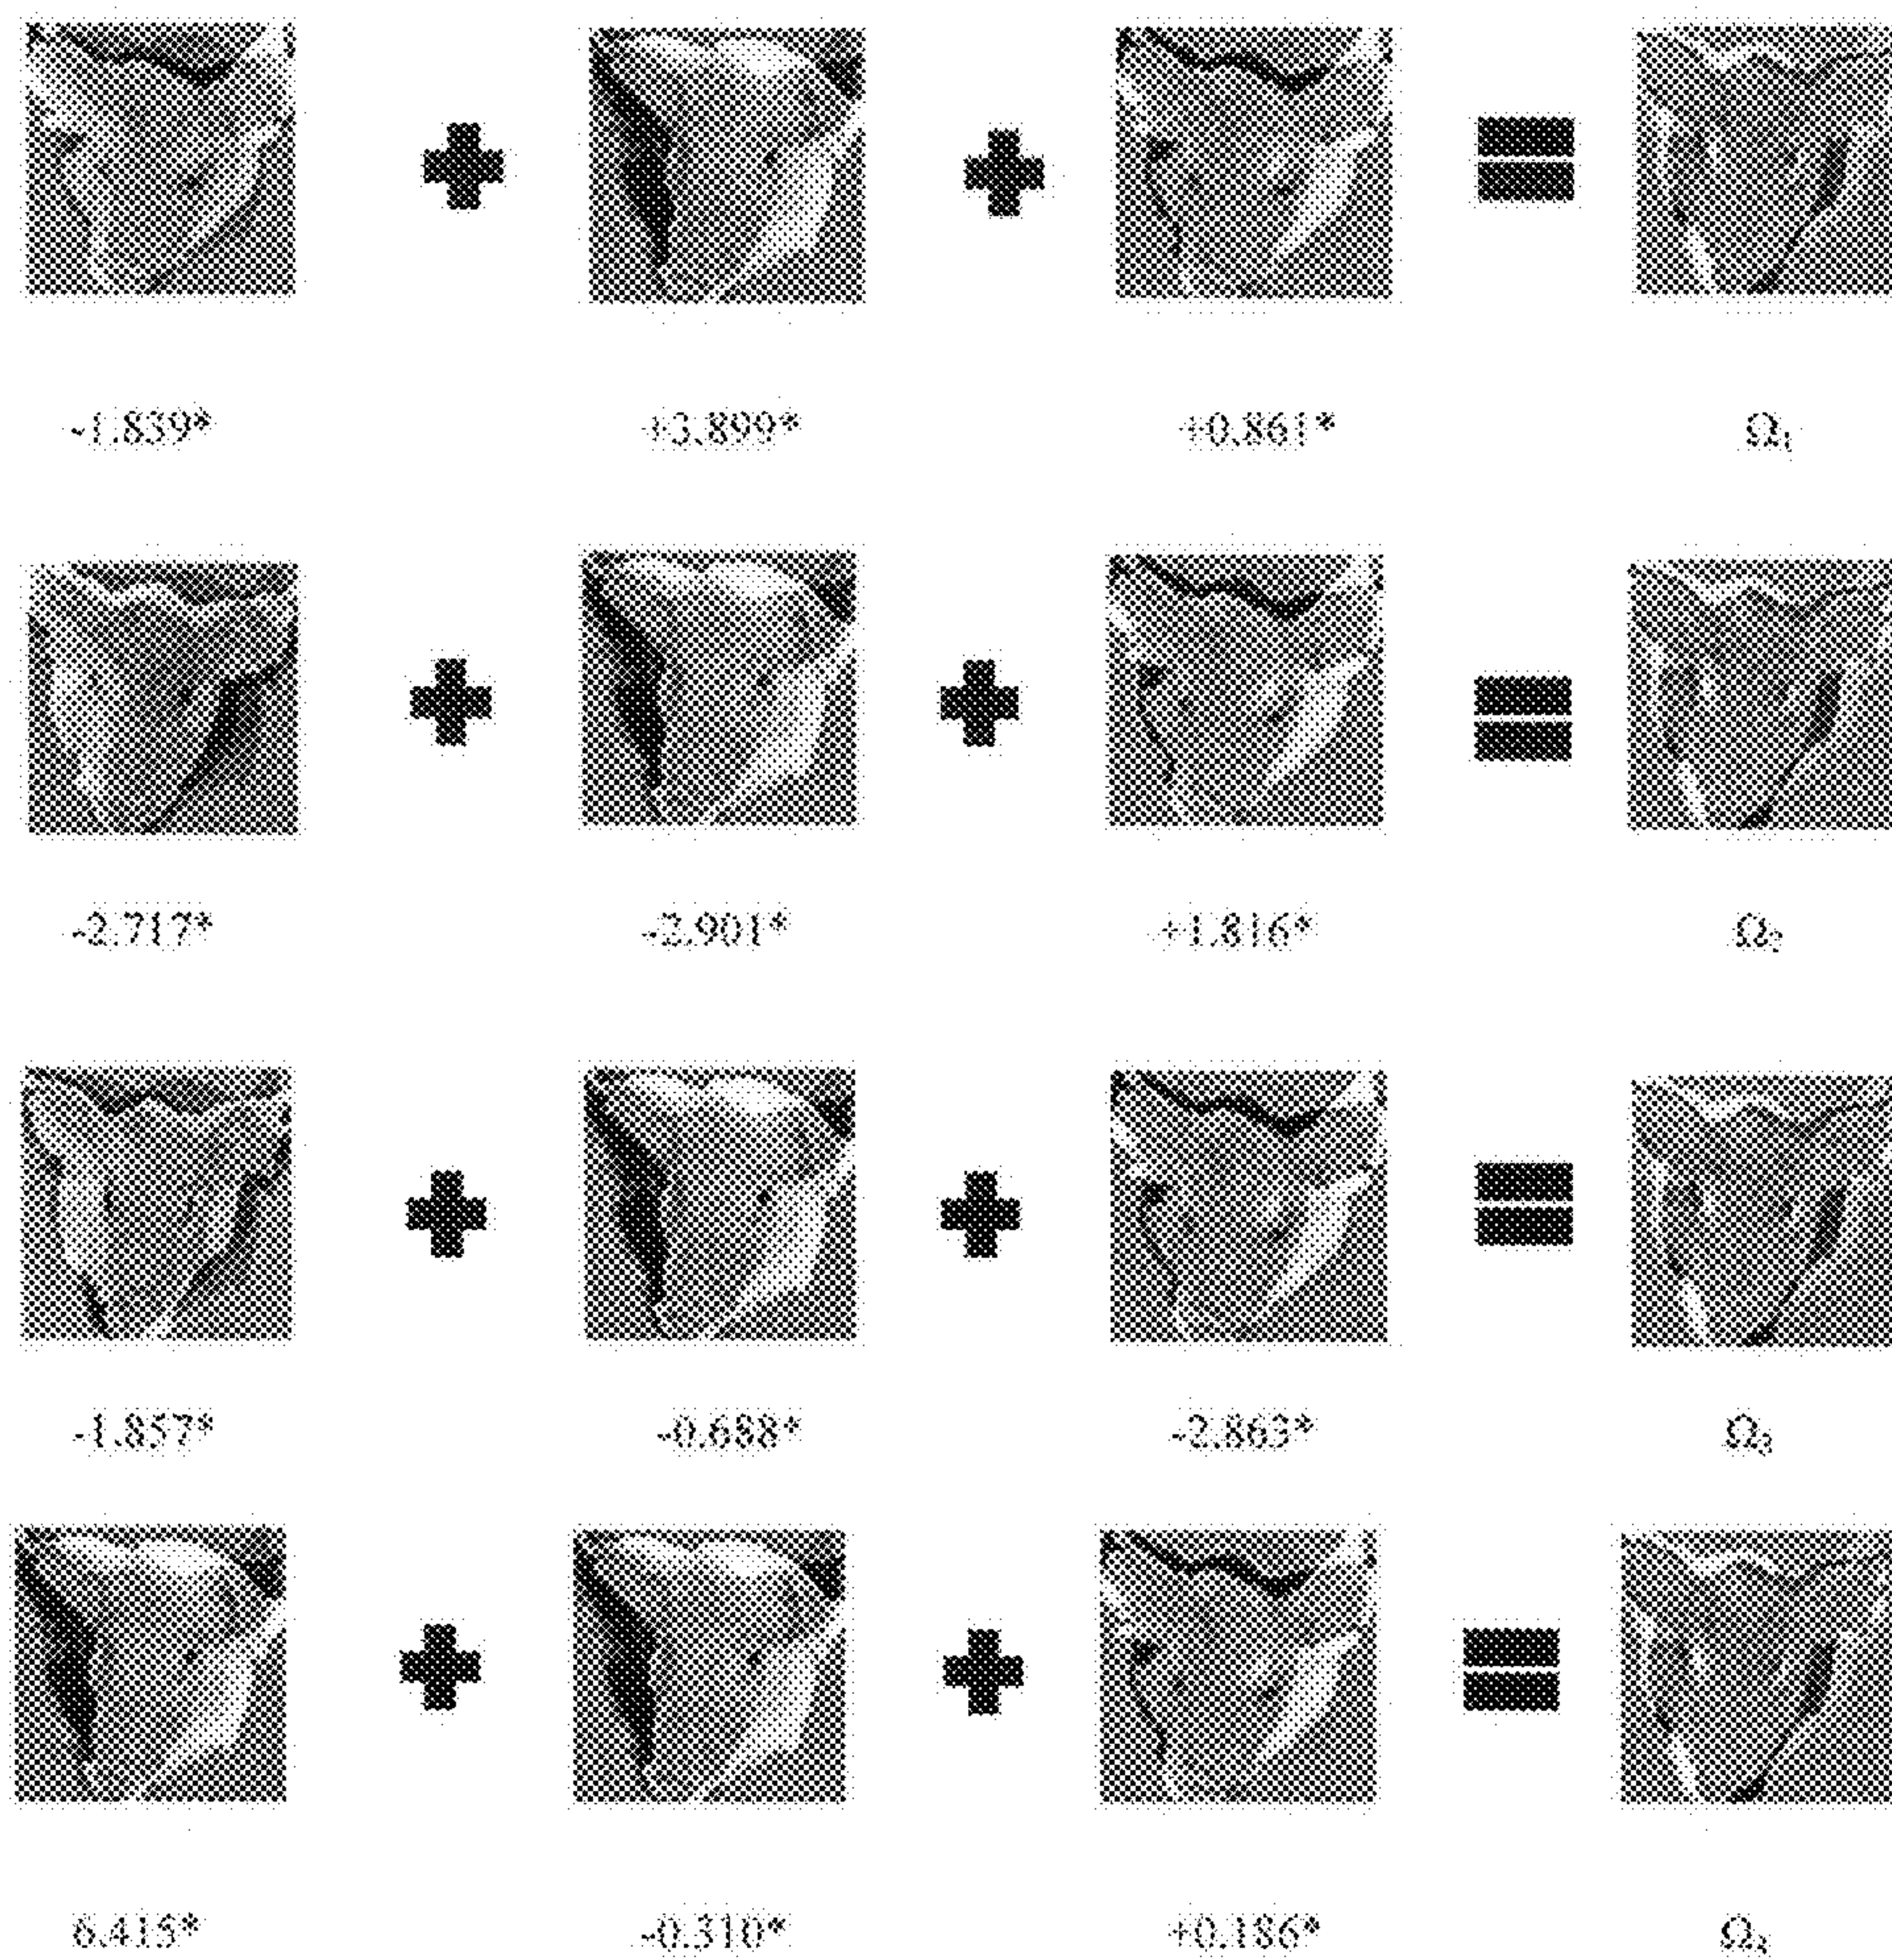 -1.839* +3.899* +0.861* Ω₁
-2.717* -2.901* +1.816* Ω₂
-1.857* -0.688* -2.863* Ω₃
6.415* -0.310* +0.186* Ω₄